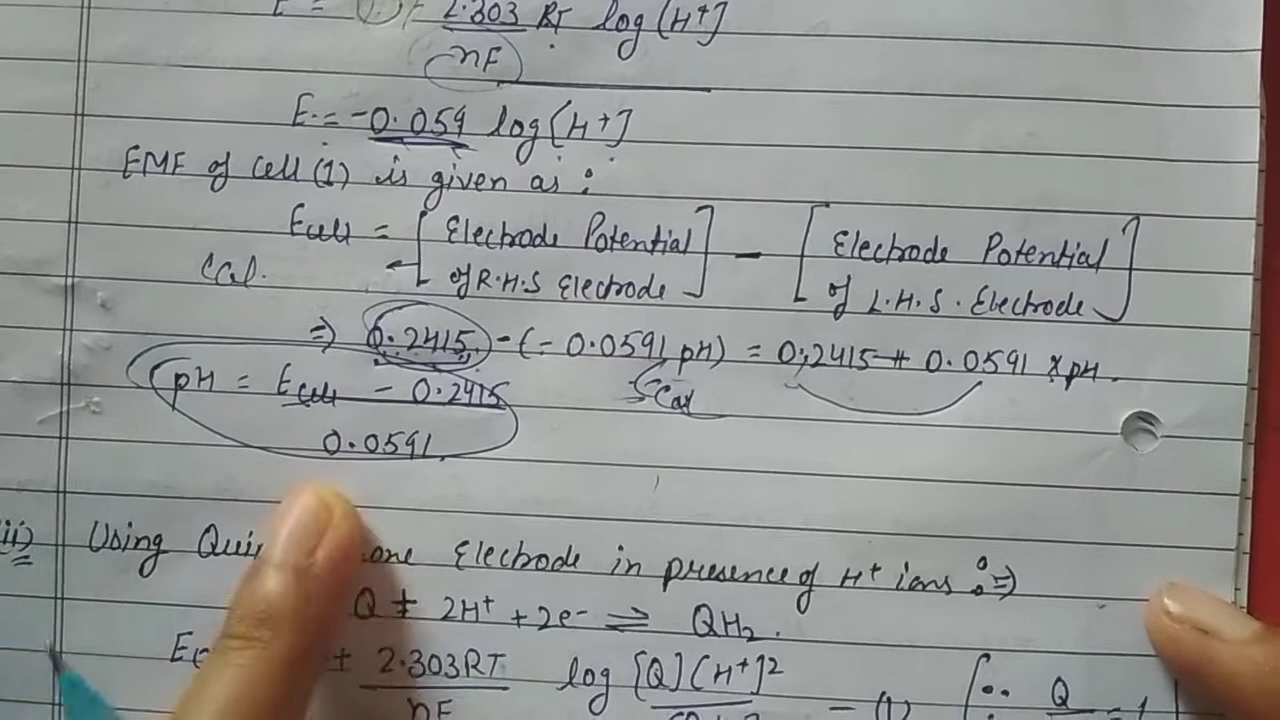 2.303 RT log[H+]
nF
E = -0.059 log[H+]
EMF of Cell (1) is given as :
Ecell = [Electrode Potential of R.H.S Electrode] - [Electrode Potential of L.H.S. Electrode]
Cal.
⇒ 0.2415 - (- 0.0591 pH) = 0.2415 + 0.0591 × pH.
Cal
pH = Ecell - 0.2415
0.0591
ii) Using Electrode in presence of H+ ions :⇒
Q + 2H+ + 2e- ⇌ QH2.
2.303RT log [Q][H+]2 - (1) [∵ Q
nF